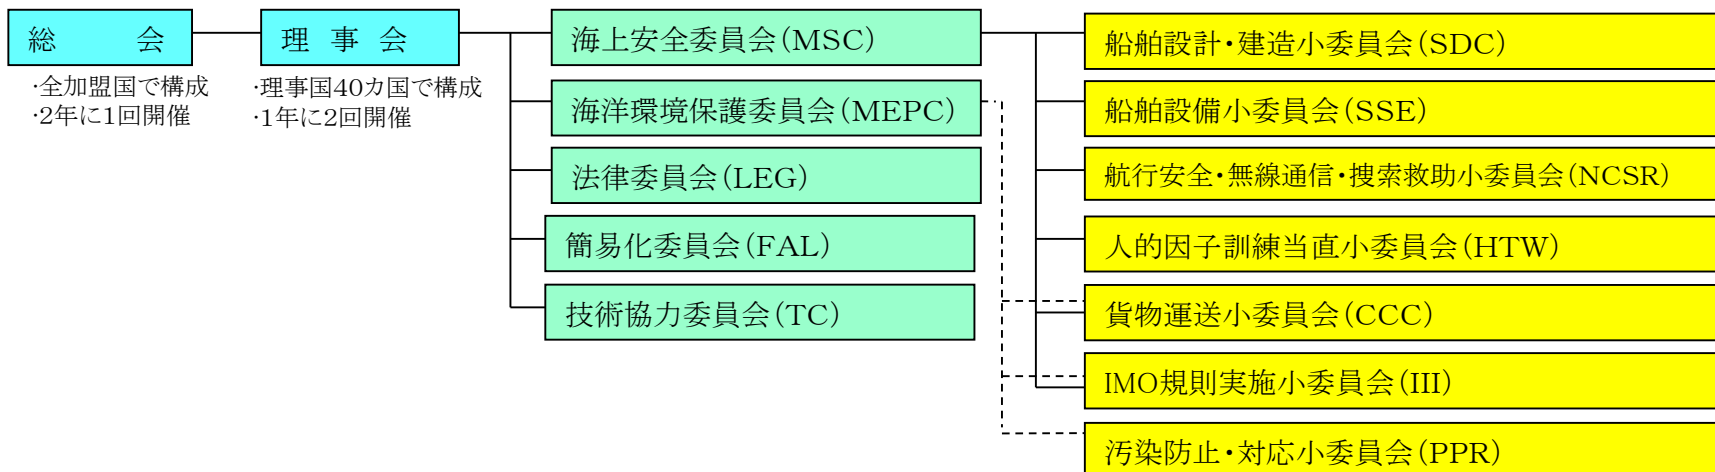 総　会
・全加盟国で構成
・2年に1回開催
理事会
・理事国40カ国で構成
・1年に2回開催
海上安全委員会(MSC)
海洋環境保護委員会(MEPC)
法律委員会(LEG)
簡易化委員会(FAL)
技術協力委員会(TC)
船舶設計・建造小委員会(SDC)
船舶設備小委員会(SSE)
航行安全・無線通信・捜索救助小委員会(NCSR)
人的因子訓練当直小委員会(HTW)
貨物運送小委員会(CCC)
IMO規則実施小委員会(III)
汚染防止・対応小委員会(PPR)